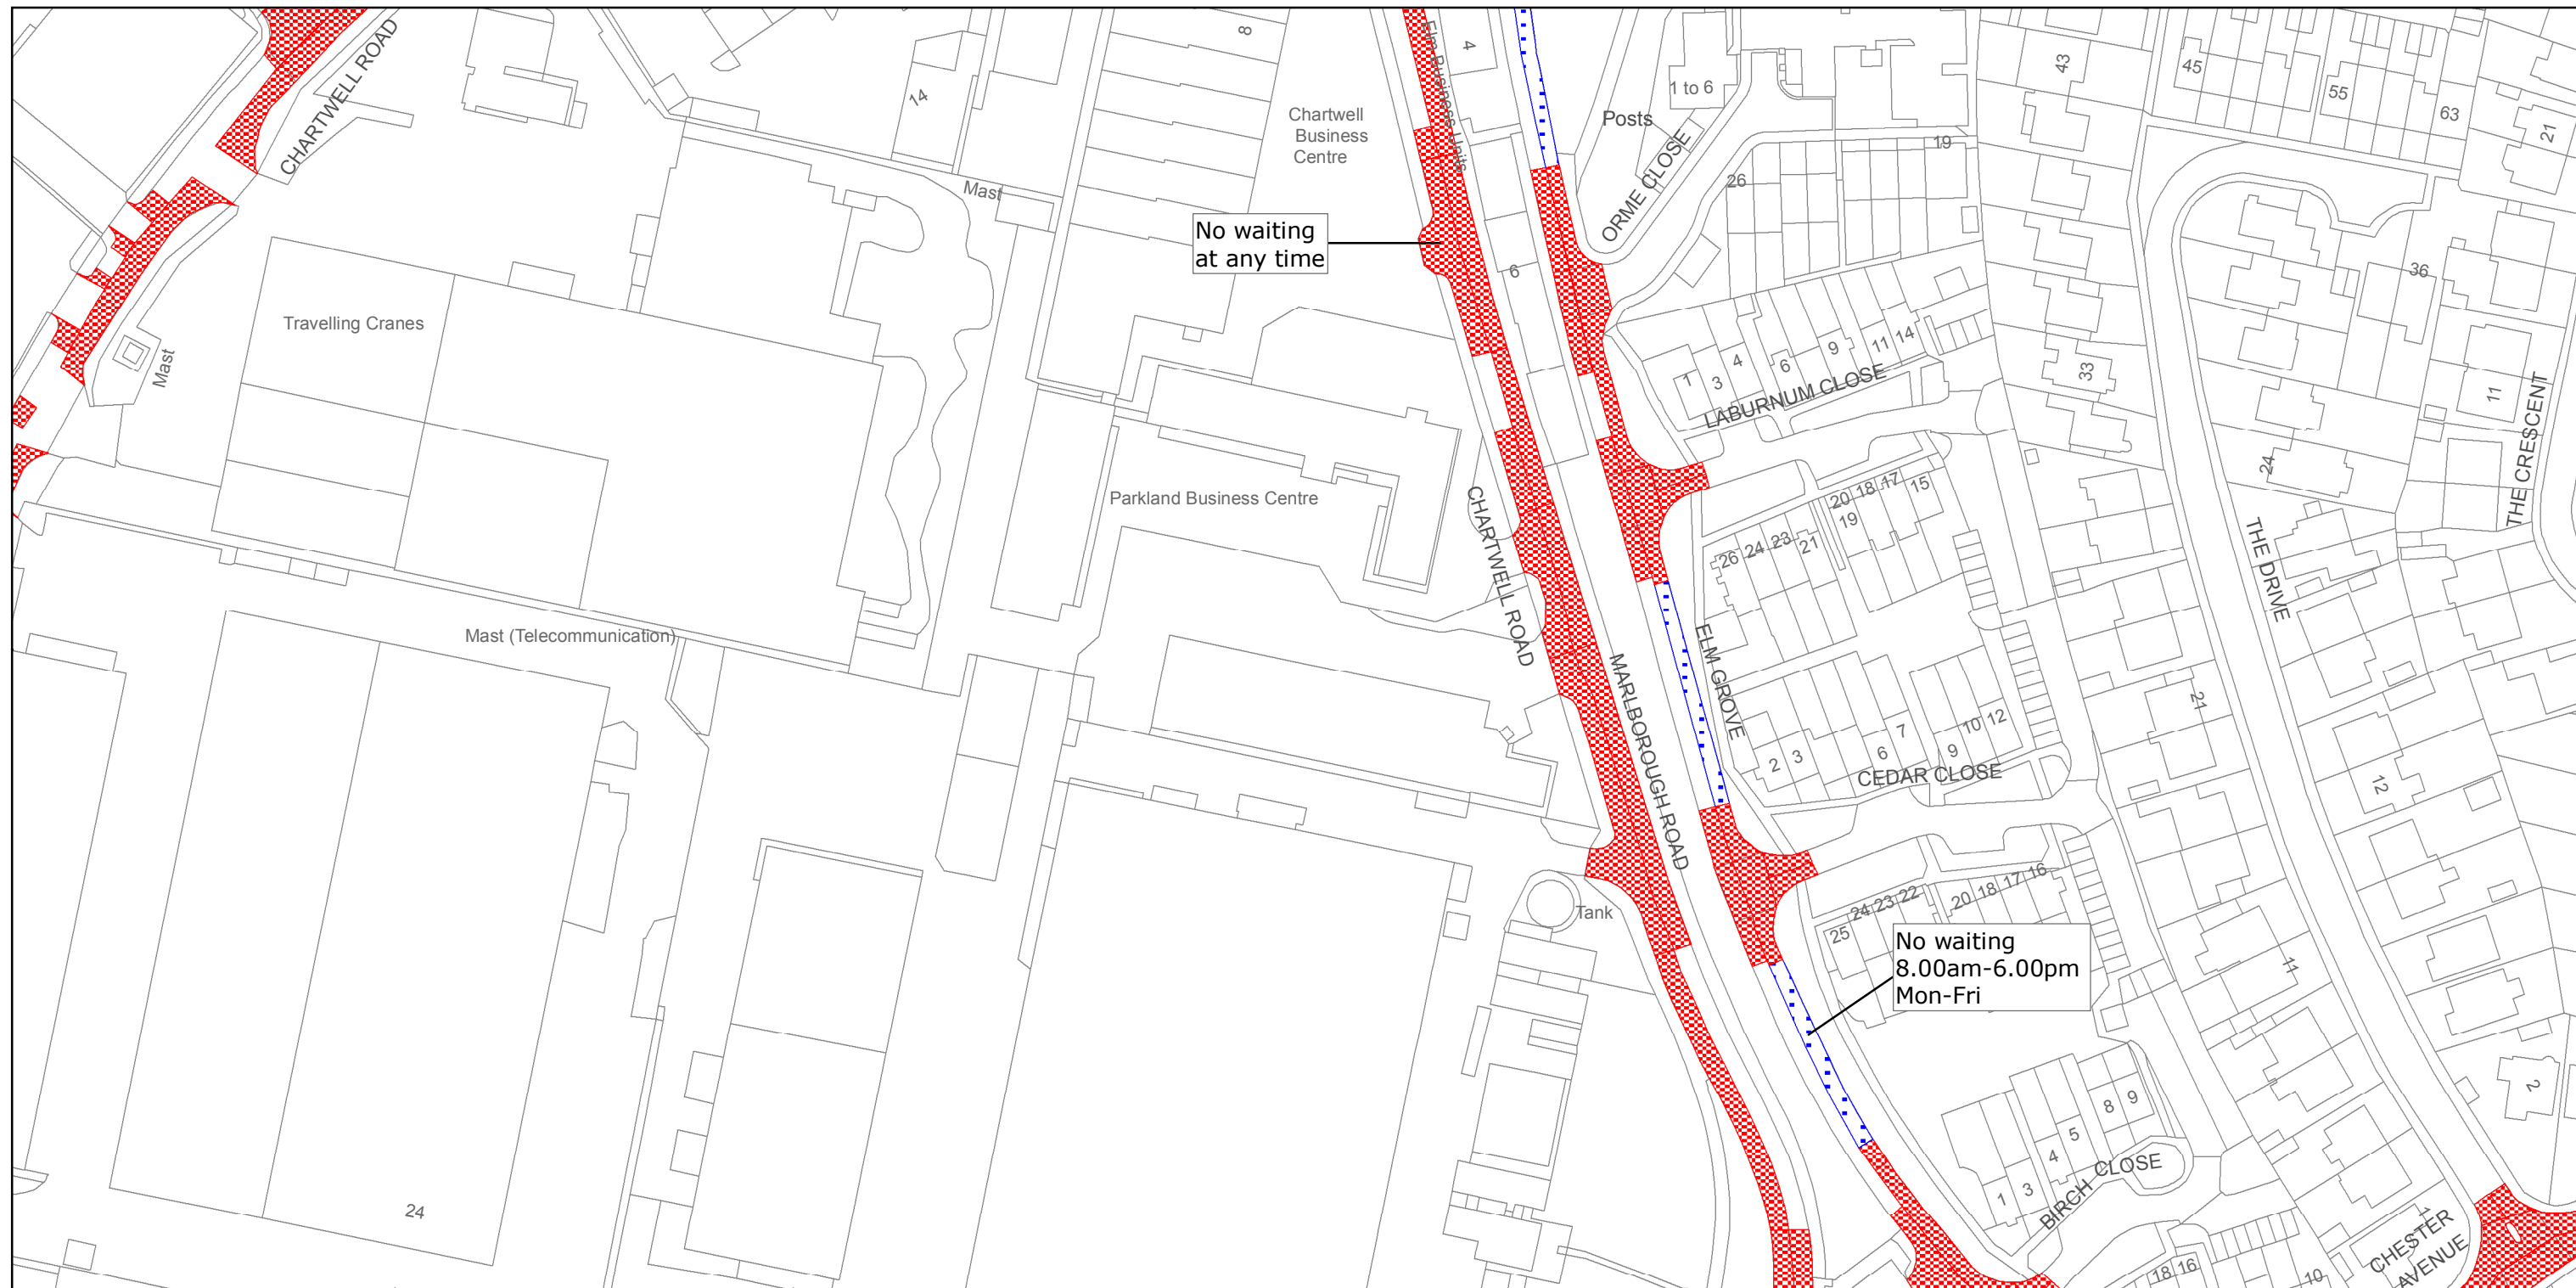 CHARTWELL ROAD
14
8
Mast
Chartwell
Business
Centre
Elm Business Units
4
6
Posts
1 to 6
ORME CLOSE
26
19
43
45
55
63
21
36
33
24
11
THE CRESCENT
THE DRIVE
No waiting
at any time
Travelling Cranes
Mast
1
3
4
6
9
11
14
LABURNUM CLOSE
Parkland Business Centre
CHARTWELL ROAD
20
18
17
15
19
26
24
23
21
Mast (Telecommunication)
MARLBOROUGH ROAD
ELM GROVE
2
3
6
7
9
10
12
CEDAR CLOSE
21
12
Tank
25
24
23
22
20
18
17
16
No waiting
8.00am-6.00pm
Mon-Fri
11
2
24
1
3
4
5
8
9
BIRCH CLOSE
18
16
10
1
CHESTER
AVENUE